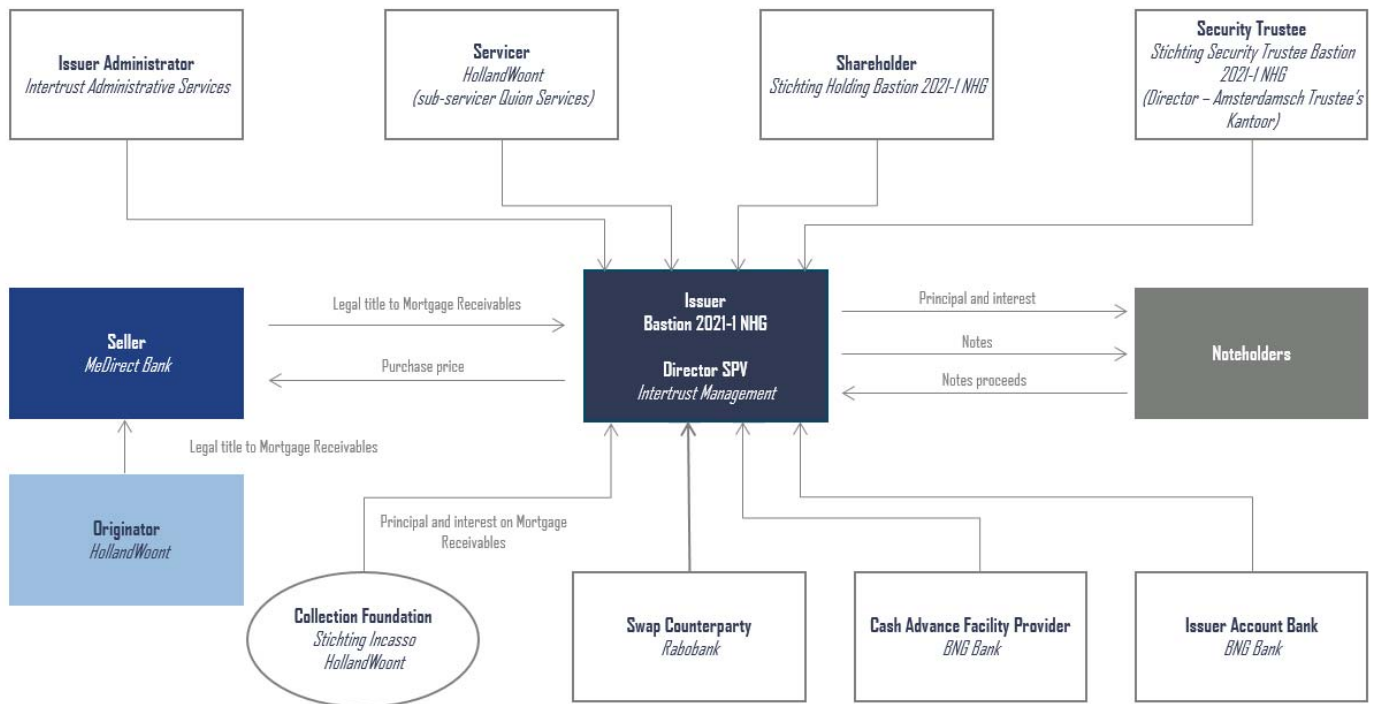 Issuer Administrator
Intertrust Administrative Services
Servicer
HollandWoont
(sub-servicer Quion Services)
Shareholder
Stichting Holding Bastion 2021-1 NHG
Security Trustee
Stichting Security Trustee Bastion
2021-1 NHG
(Director – Amsterdamsch Trustee's
Kantoor)
Seller
MeDirect Bank
Legal title to Mortgage Receivables
Purchase price
Issuer
Bastion 2021-1 NHG
Director SPV
Intertrust Management
Principal and interest
Notes
Notes proceeds
Noteholders
Legal title to Mortgage Receivables
Originator
HollandWoont
Principal and interest on Mortgage
Receivables
Collection Foundation
Stichting Incasso
HollandWoont
Swap Counterparty
Rabobank
Cash Advance Facility Provider
BNG Bank
Issuer Account Bank
BNG Bank